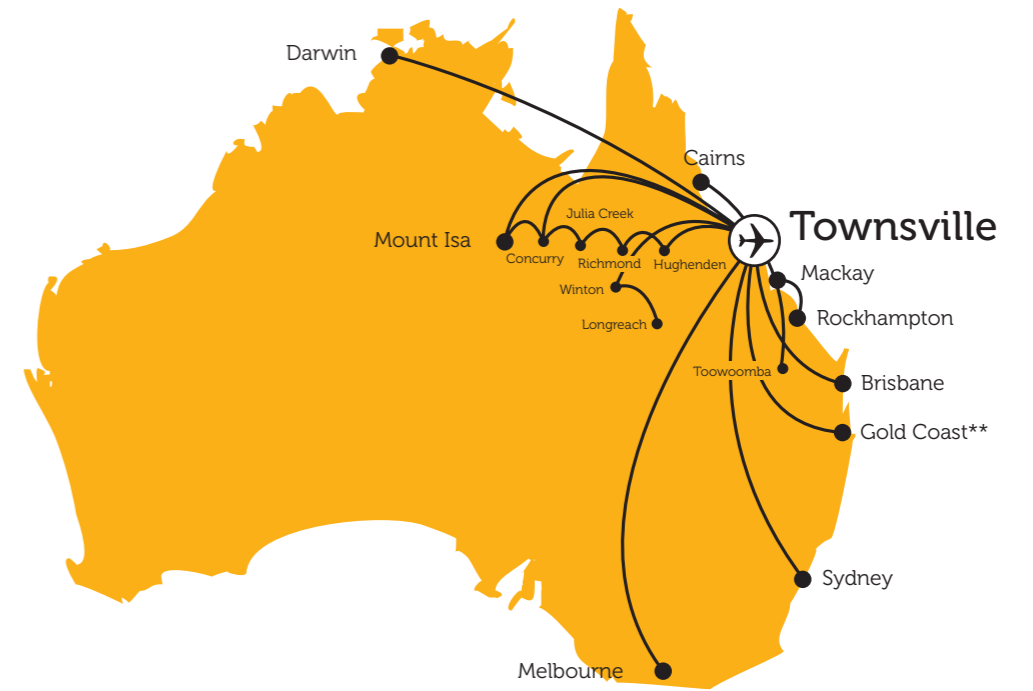 Darwin
Cairns
Julia Creek
Townsville
Mount Isa
Concurry
Richmond
Hughenden
Mackay
Winton
Rockhampton
Longreach
Toowoomba
Brisbane
Gold Coast**
Sydney
Melbourne